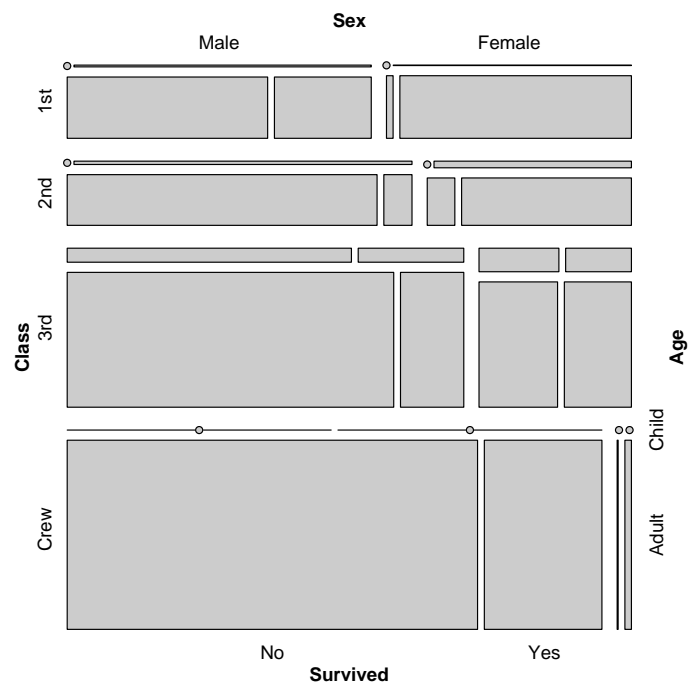 Sex
Male Female
1st
2nd
3rd
Crew
Class
Age
Child
Adult
No Yes
Survived